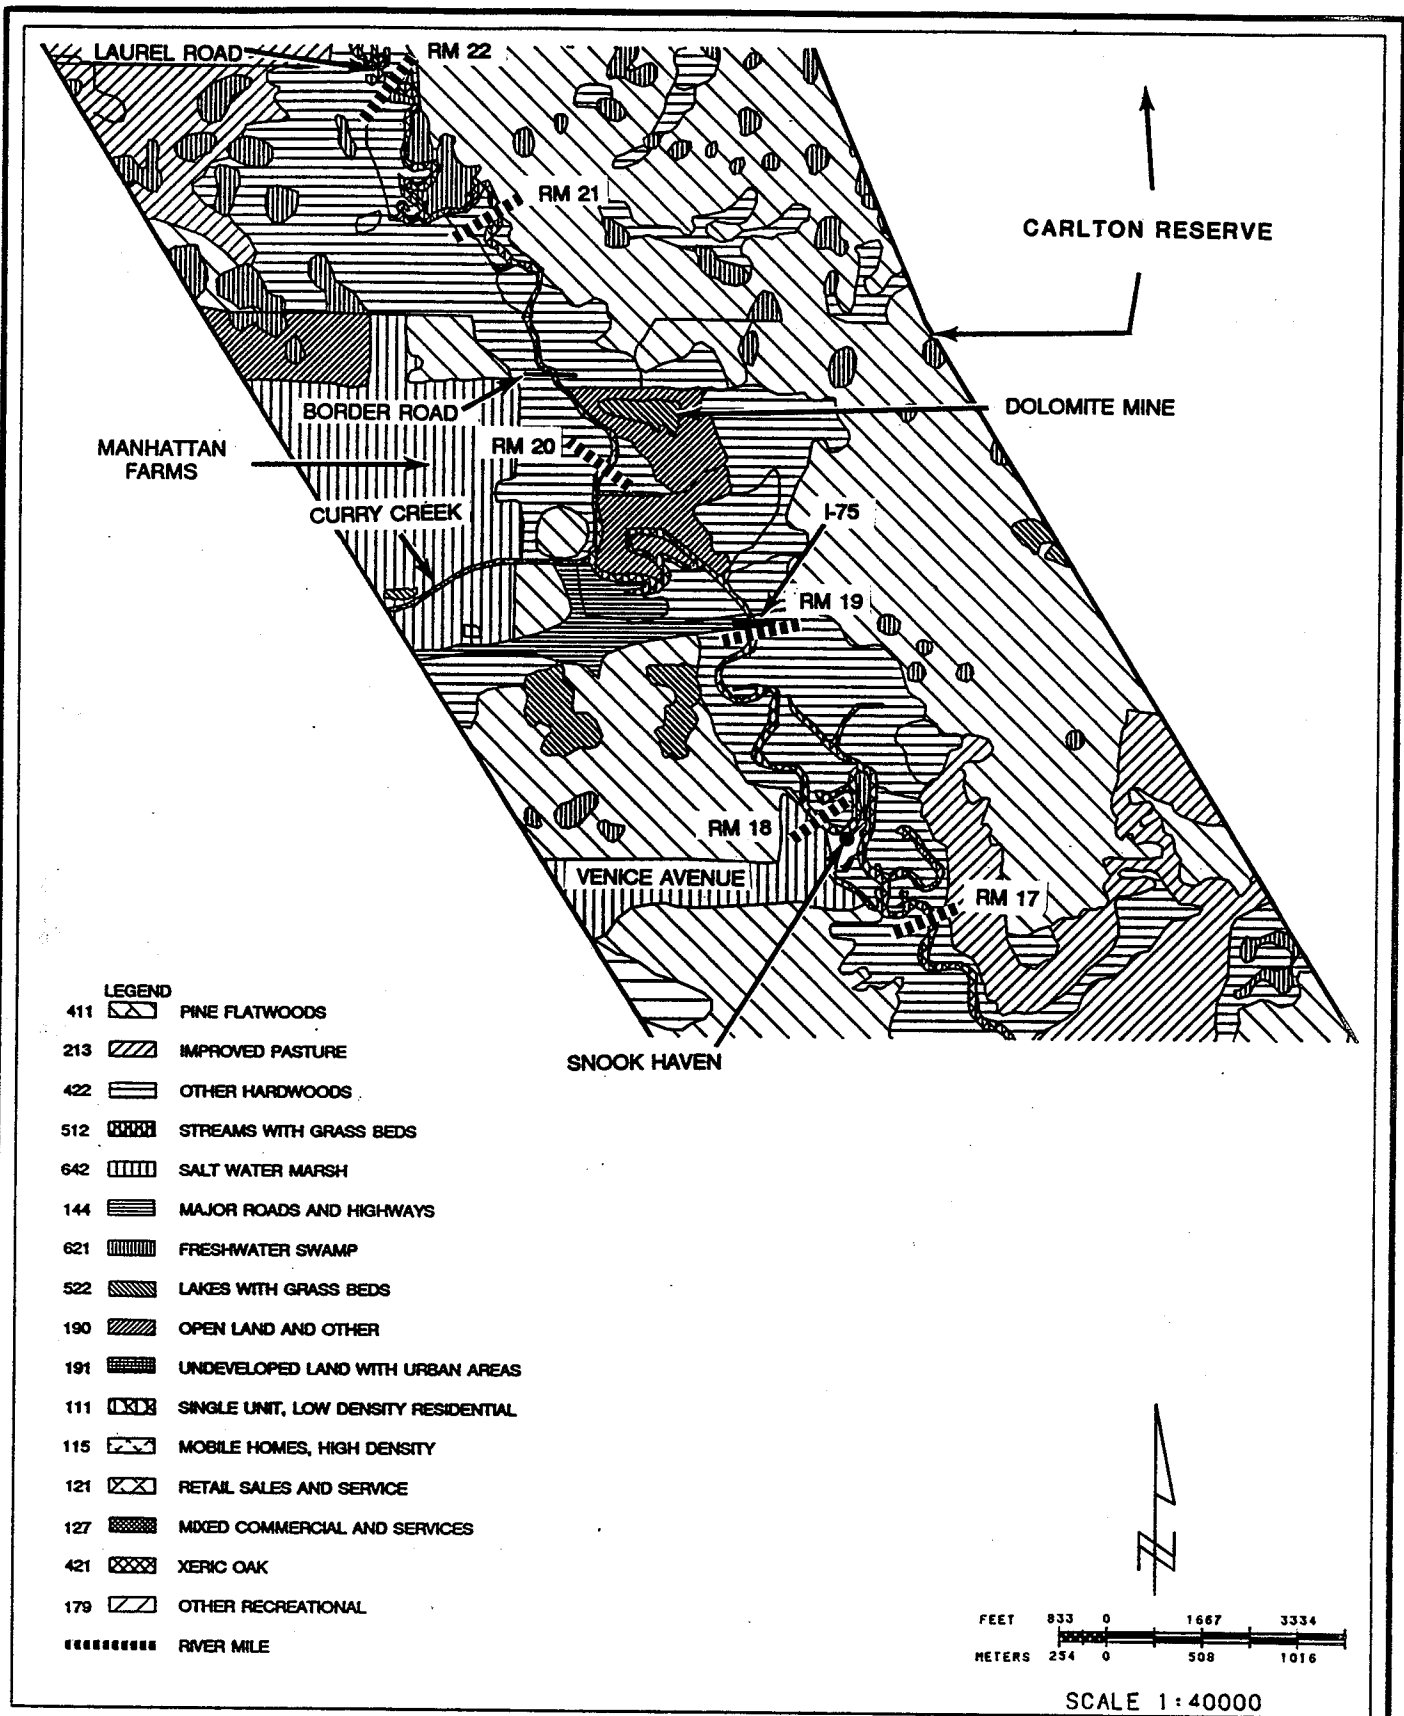 LAUREL ROAD
RM 22
RM 21
CARLTON RESERVE
BORDER ROAD
DOLOMITE MINE
MANHATTAN
FARMS
RM 20
CURRY CREEK
I-75
RM 19
RM 18
VENICE AVENUE
RM 17
SNOOK HAVEN
LEGEND
411 PINE FLATWOODS
213 IMPROVED PASTURE
422 OTHER HARDWOODS
512 STREAMS WITH GRASS BEDS
642 SALT WATER MARSH
144 MAJOR ROADS AND HIGHWAYS
621 FRESHWATER SWAMP
522 LAKES WITH GRASS BEDS
190 OPEN LAND AND OTHER
191 UNDEVELOPED LAND WITH URBAN AREAS
111 SINGLE UNIT, LOW DENSITY RESIDENTIAL
115 MOBILE HOMES, HIGH DENSITY
121 RETAIL SALES AND SERVICE
127 MIXED COMMERCIAL AND SERVICES
421 XERIC OAK
179 OTHER RECREATIONAL
RIVER MILE
N
FEET 833 0 1667 3334
METERS 254 0 508 1016
SCALE 1:40000